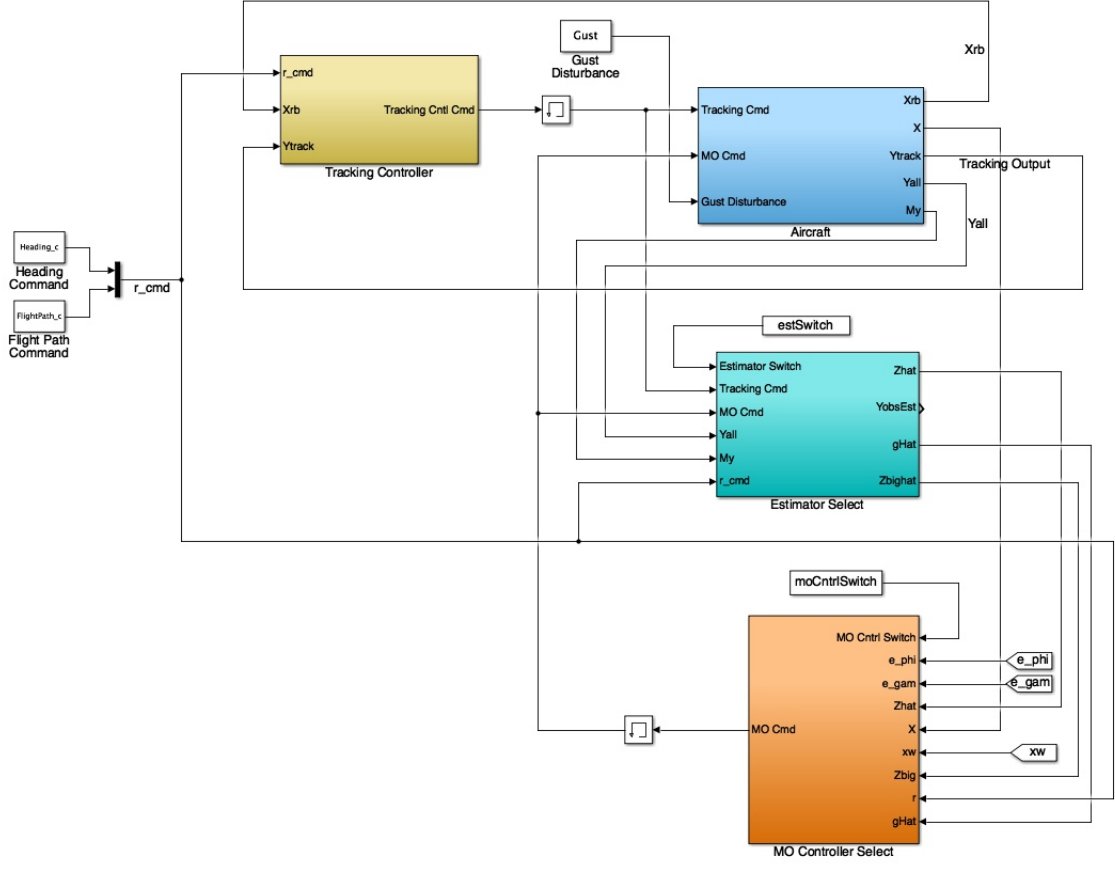 Xrb
Gust
Gust
Disturbance
r_cmd
Xrb
Ytrack
Tracking Cntl Cmd
Tracking Controller
Tracking Cmd
MO Cmd
Gust Disturbance
Xrb
X
Ytrack
Yall
My
Aircraft
Tracking Output
Yall
Heading_c
Heading
Command
r_cmd
FlightPath_c
Flight Path
Command
estSwitch
Estimator Switch
Tracking Cmd
MO Cmd
Yall
My
r_cmd
Zhat
YobsEst
gHat
Zbighat
Estimator Select
moCntrlSwitch
MO Cntrl Switch
e_phi
e_gam
Zhat
X
xw
Zbig
r
gHat
MO Cmd
e_phi
e_gam
xw
MO Controller Select